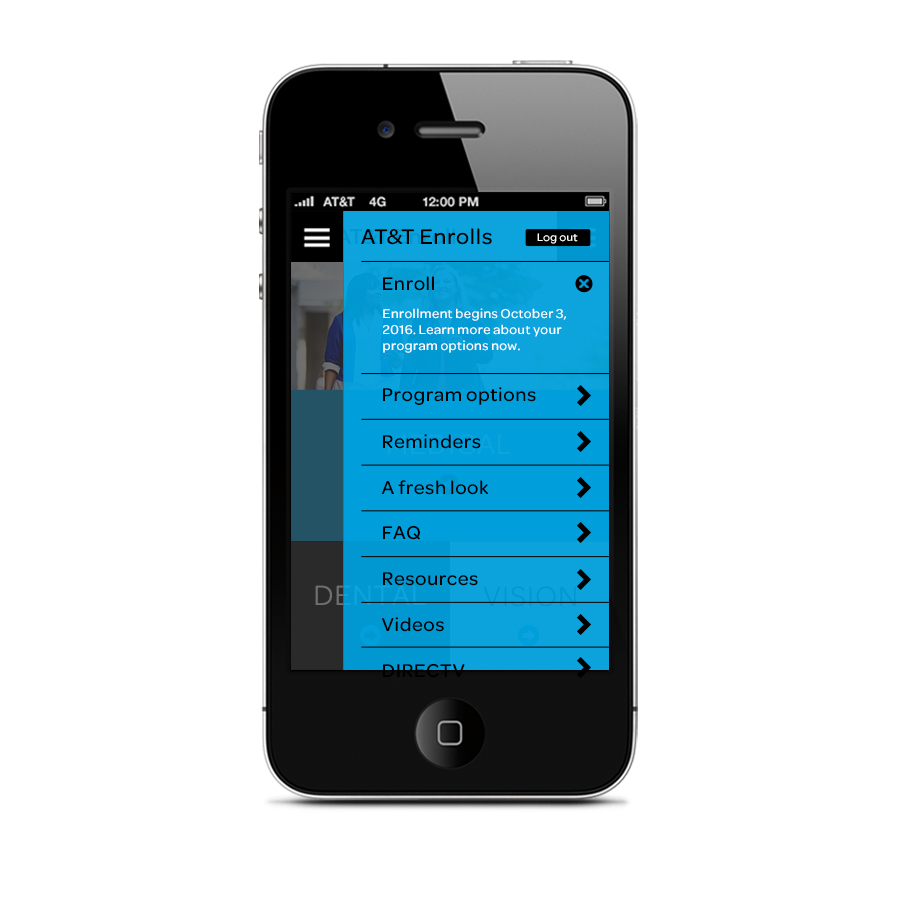 AT&T 4G 12:00 PM
AT&T Enrolls Log out
Enroll
Enrollment begins October 3,
2016. Learn more about your
program options now.
Program options
Reminders
MEDICAL
A fresh look
FAQ
Resources
DENTAL VISION
Videos
DIRECTV